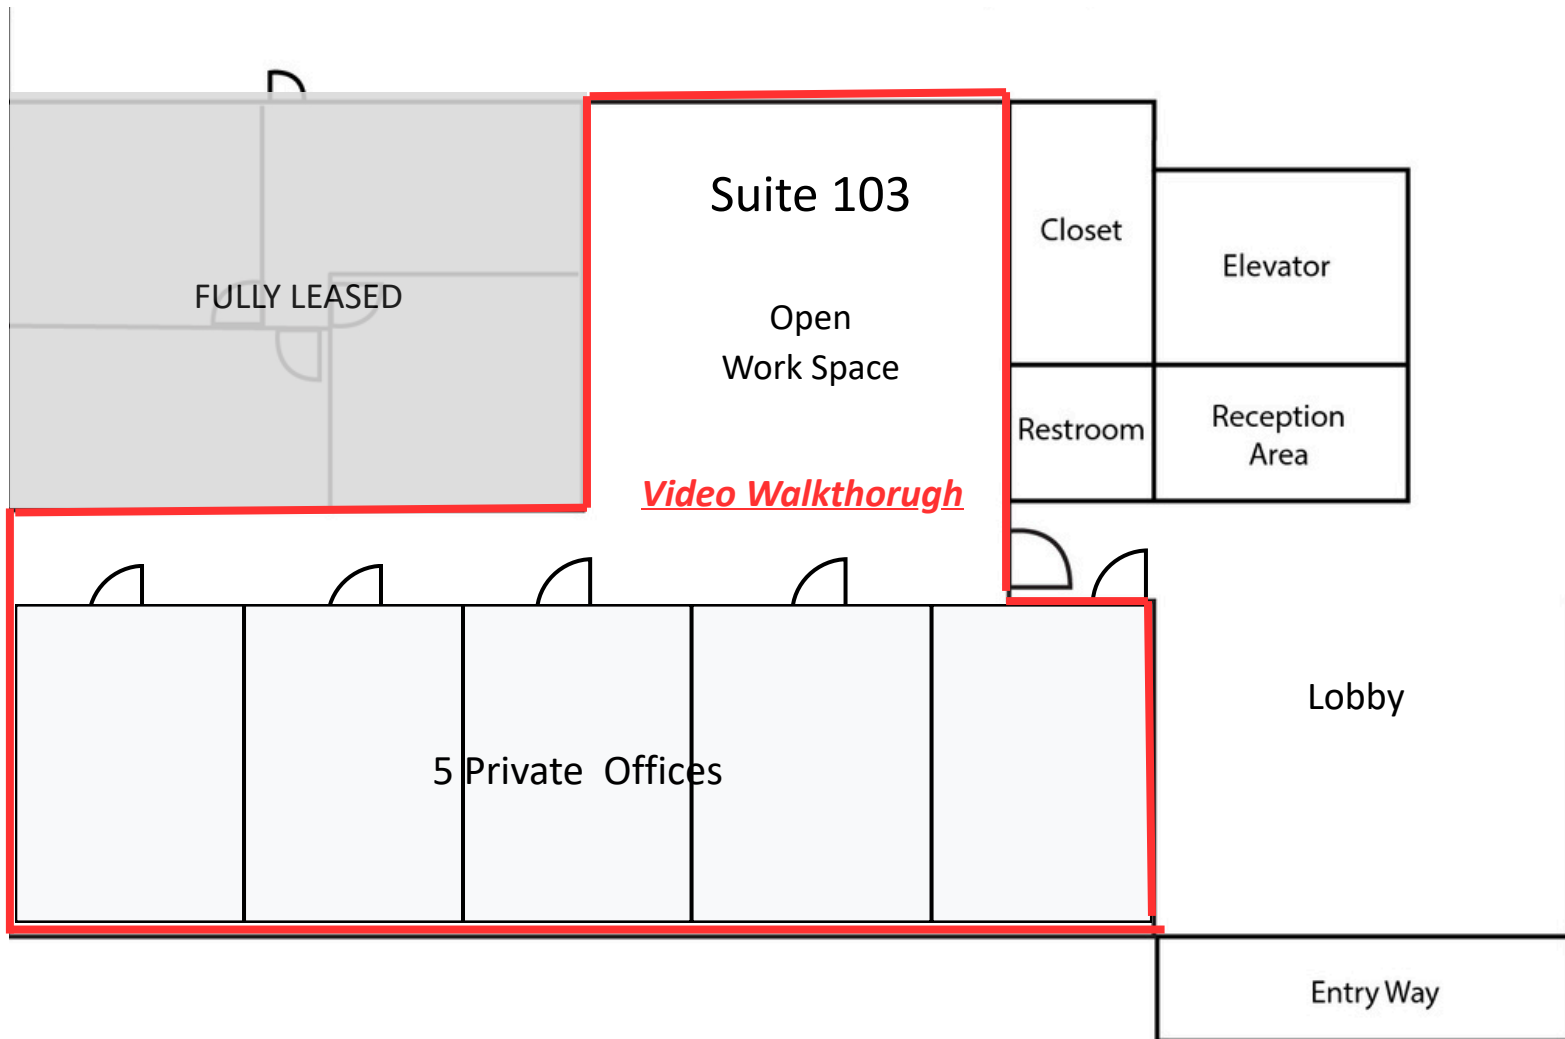 Suite 103
Closet
Elevator
FULLY LEASED
Open
Work Space
Restroom
Reception
Area
Video Walkthorugh
Lobby
5 Private  Offices
Entry Way